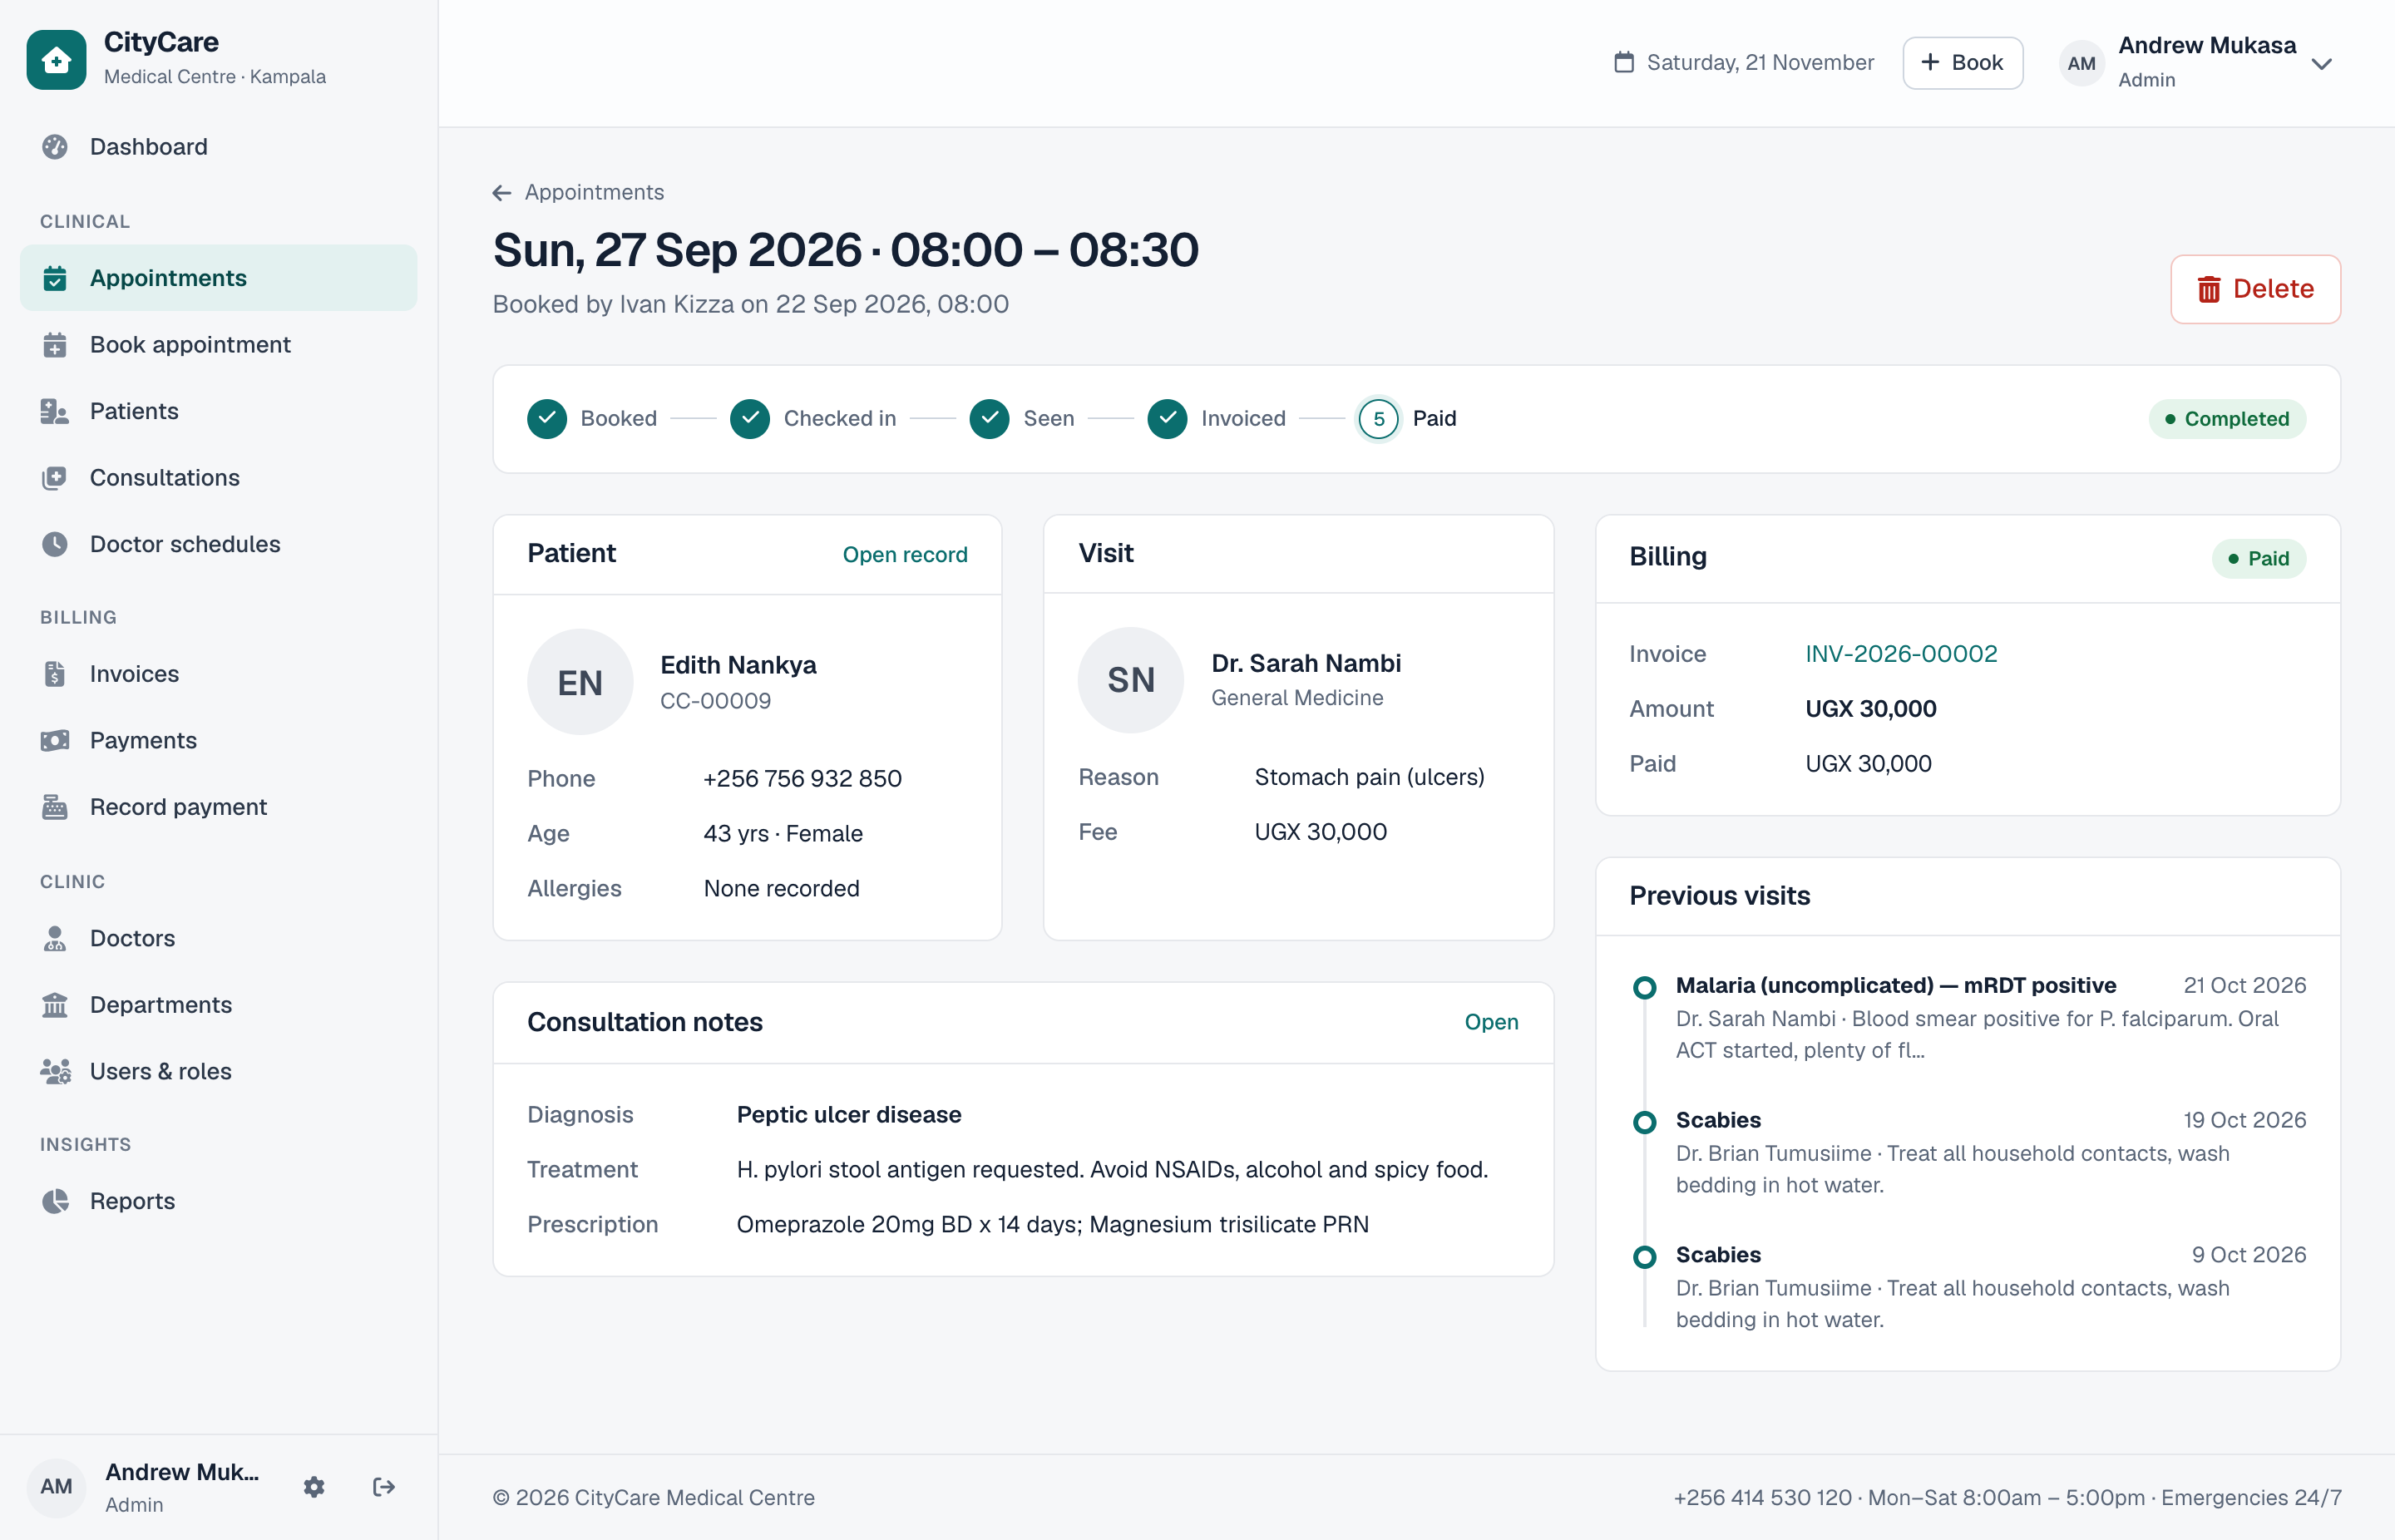 CityCare
Medical Centre · Kampala
Dashboard
CLINICAL
Appointments
Book appointment
Patients
Consultations
Doctor schedules
BILLING
Invoices
Payments
Record payment
CLINIC
Doctors
Departments
Users & roles
INSIGHTS
Reports
AM
Andrew Muk...
Admin
Saturday, 21 November
Book
AM
Andrew Mukasa
Admin
Appointments
Sun, 27 Sep 2026 · 08:00 – 08:30
Booked by Ivan Kizza on 22 Sep 2026, 08:00
Delete
Booked
Checked in
Seen
Invoiced
5 Paid
Completed
Patient
Open record
EN
Edith Nankya
CC-00009
Phone +256 756 932 850
Age 43 yrs · Female
Allergies None recorded
Visit
SN
Dr. Sarah Nambi
General Medicine
Reason Stomach pain (ulcers)
Fee UGX 30,000
Consultation notes
Open
Diagnosis Peptic ulcer disease
Treatment H. pylori stool antigen requested. Avoid NSAIDs, alcohol and spicy food.
Prescription Omeprazole 20mg BD x 14 days; Magnesium trisilicate PRN
Billing
Paid
Invoice INV-2026-00002
Amount UGX 30,000
Paid UGX 30,000
Previous visits
Malaria (uncomplicated) — mRDT positive 21 Oct 2026
Dr. Sarah Nambi · Blood smear positive for P. falciparum. Oral
ACT started, plenty of fl...
Scabies 19 Oct 2026
Dr. Brian Tumusiime · Treat all household contacts, wash
bedding in hot water.
Scabies 9 Oct 2026
Dr. Brian Tumusiime · Treat all household contacts, wash
bedding in hot water.
© 2026 CityCare Medical Centre
+256 414 530 120 · Mon–Sat 8:00am – 5:00pm · Emergencies 24/7